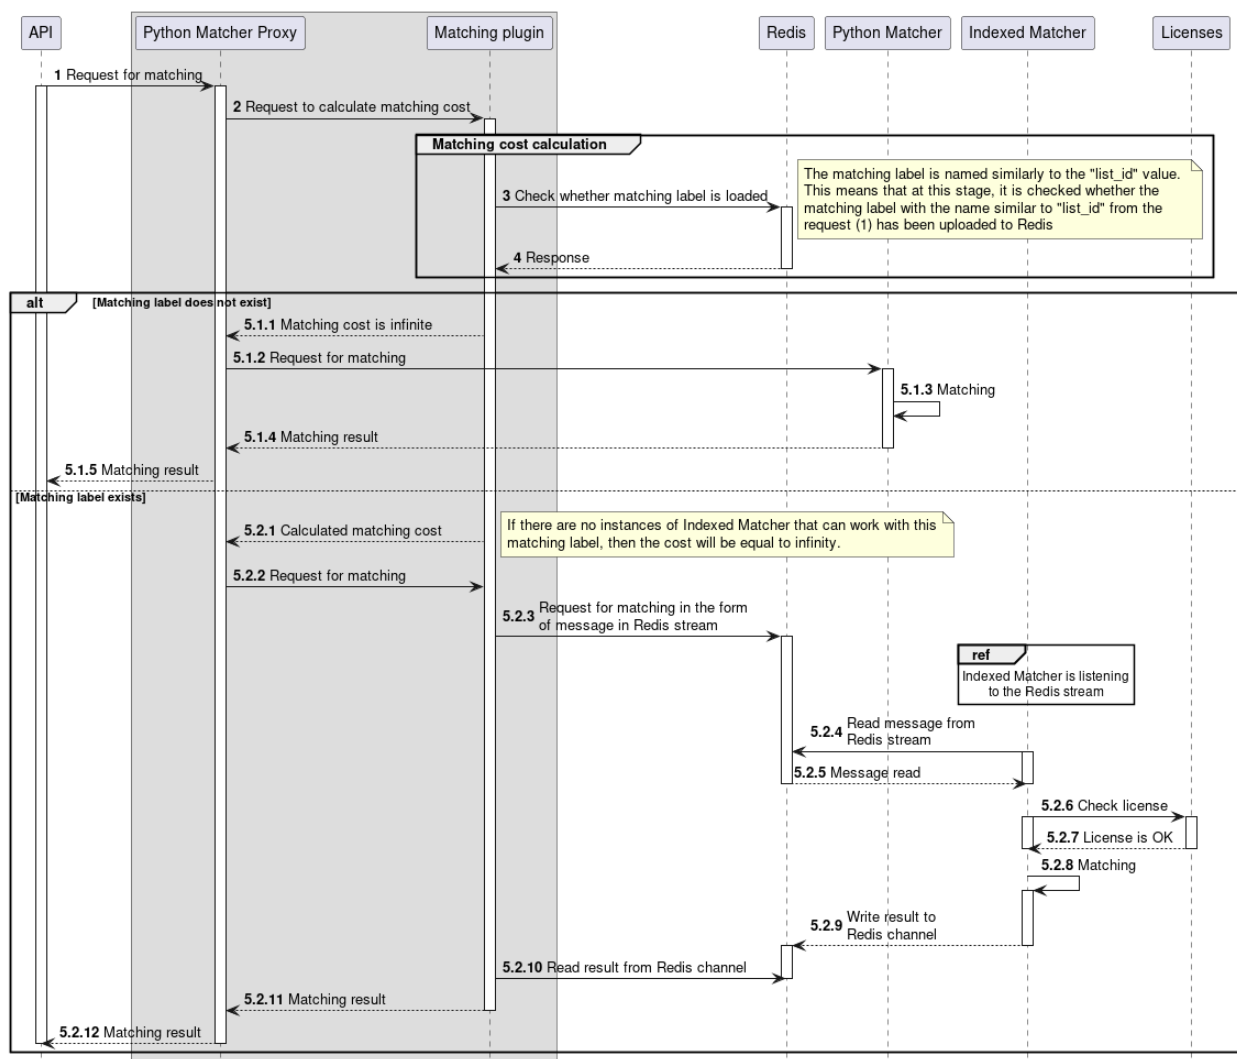 API
Python Matcher Proxy
Matching plugin
Redis
Python Matcher
Indexed Matcher
Licenses
1 Request for matching
2 Request to calculate matching cost
Matching cost calculation
The matching label is named similarly to the "list_id" value.
This means that at this stage, it is checked whether the
matching label with the name similar to "list_id" from the
request (1) has been uploaded to Redis
3 Check whether matching label is loaded
4 Response
alt
[Matching label does not exist]
5.1.1 Matching cost is infinite
5.1.2 Request for matching
5.1.3 Matching
5.1.4 Matching result
5.1.5 Matching result
[Matching label exists]
If there are no instances of Indexed Matcher that can work with this
matching label, then the cost will be equal to infinity.
5.2.1 Calculated matching cost
5.2.2 Request for matching
5.2.3 Request for matching in the form
of message in Redis stream
ref
Indexed Matcher is listening
to the Redis stream
5.2.4 Read message from
Redis stream
5.2.5 Message read
5.2.6 Check license
5.2.7 License is OK
5.2.8 Matching
5.2.9 Write result to
Redis channel
5.2.10 Read result from Redis channel
5.2.11 Matching result
5.2.12 Matching result